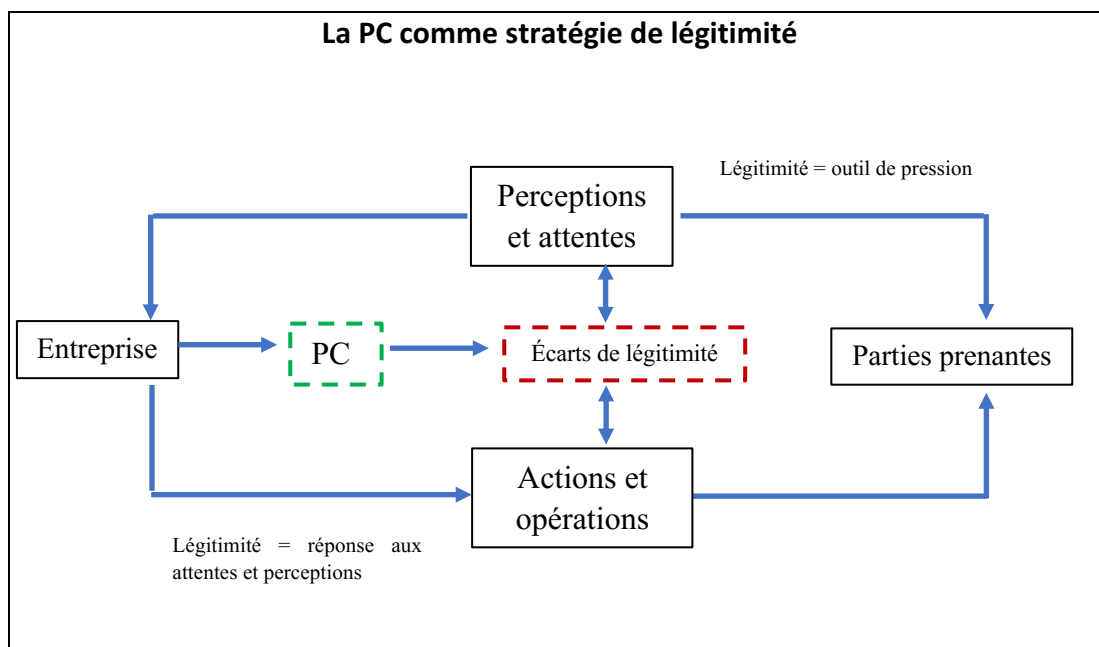 La PC comme stratégie de légitimité
Légitimité = outil de pression
Perceptions
et attentes
Entreprise
PC
Écarts de légitimité
Parties prenantes
Actions et
opérations
Légitimité = réponse aux
attentes et perceptions